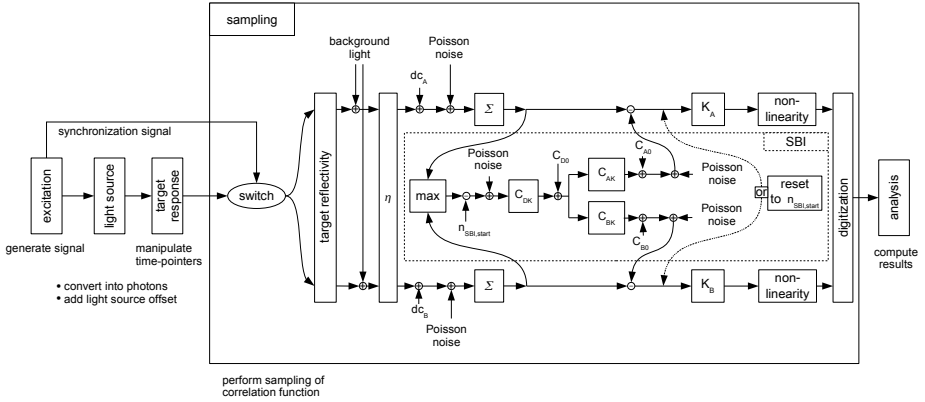 sampling
background
light
Poisson
noise
dc_A
Σ
K_A
non-
linearity
synchronization signal
excitation
light source
target
response
switch
generate signal
manipulate
time-pointers
• convert into photons
• add light source offset
target reflectivity
η
SBI
max
n_SBI,start
Poisson
noise
C_DK
C_D0
C_AK
C_A0
Poisson
noise
C_BK
C_B0
Poisson
noise
or
reset
to n_SBI,start
digitization
analysis
compute
results
dc_B
Poisson
noise
Σ
K_B
non-
linearity
perform sampling of
correlation function